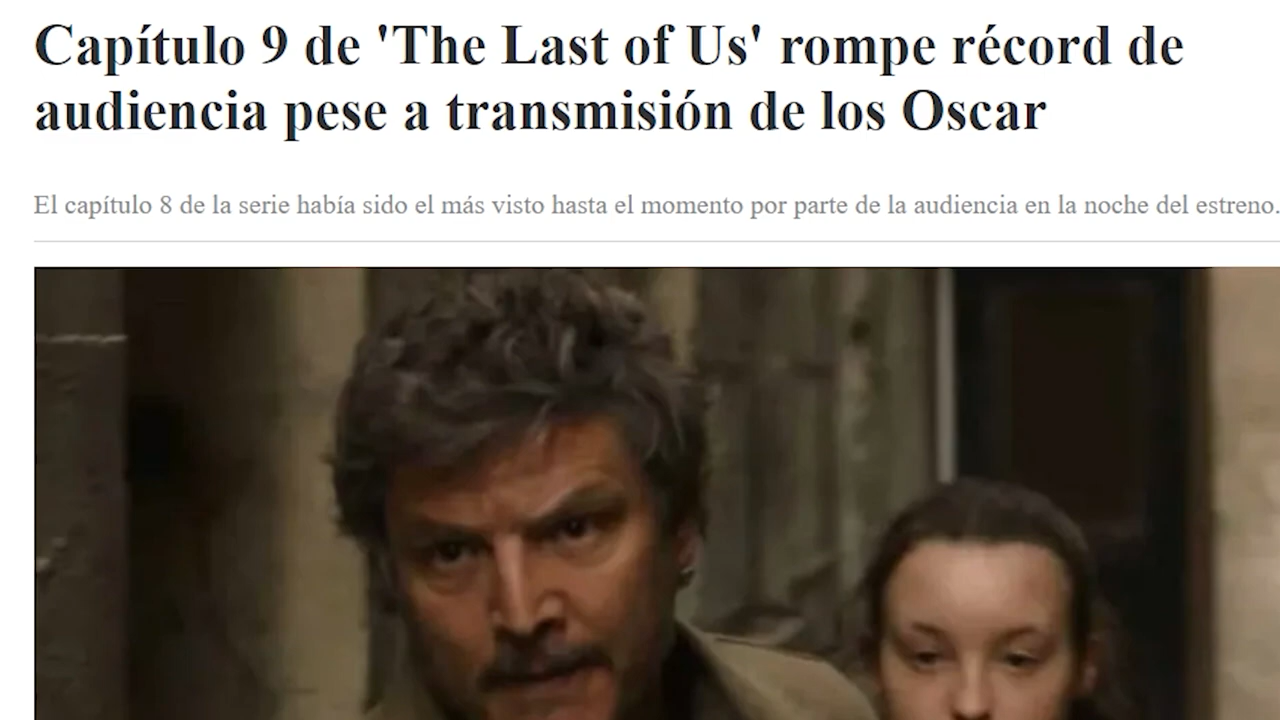 Capítulo 9 de 'The Last of Us' rompe récord de
audiencia pese a transmisión de los Oscar
El capítulo 8 de la serie había sido el más visto hasta el momento por parte de la audiencia en la noche del estreno.